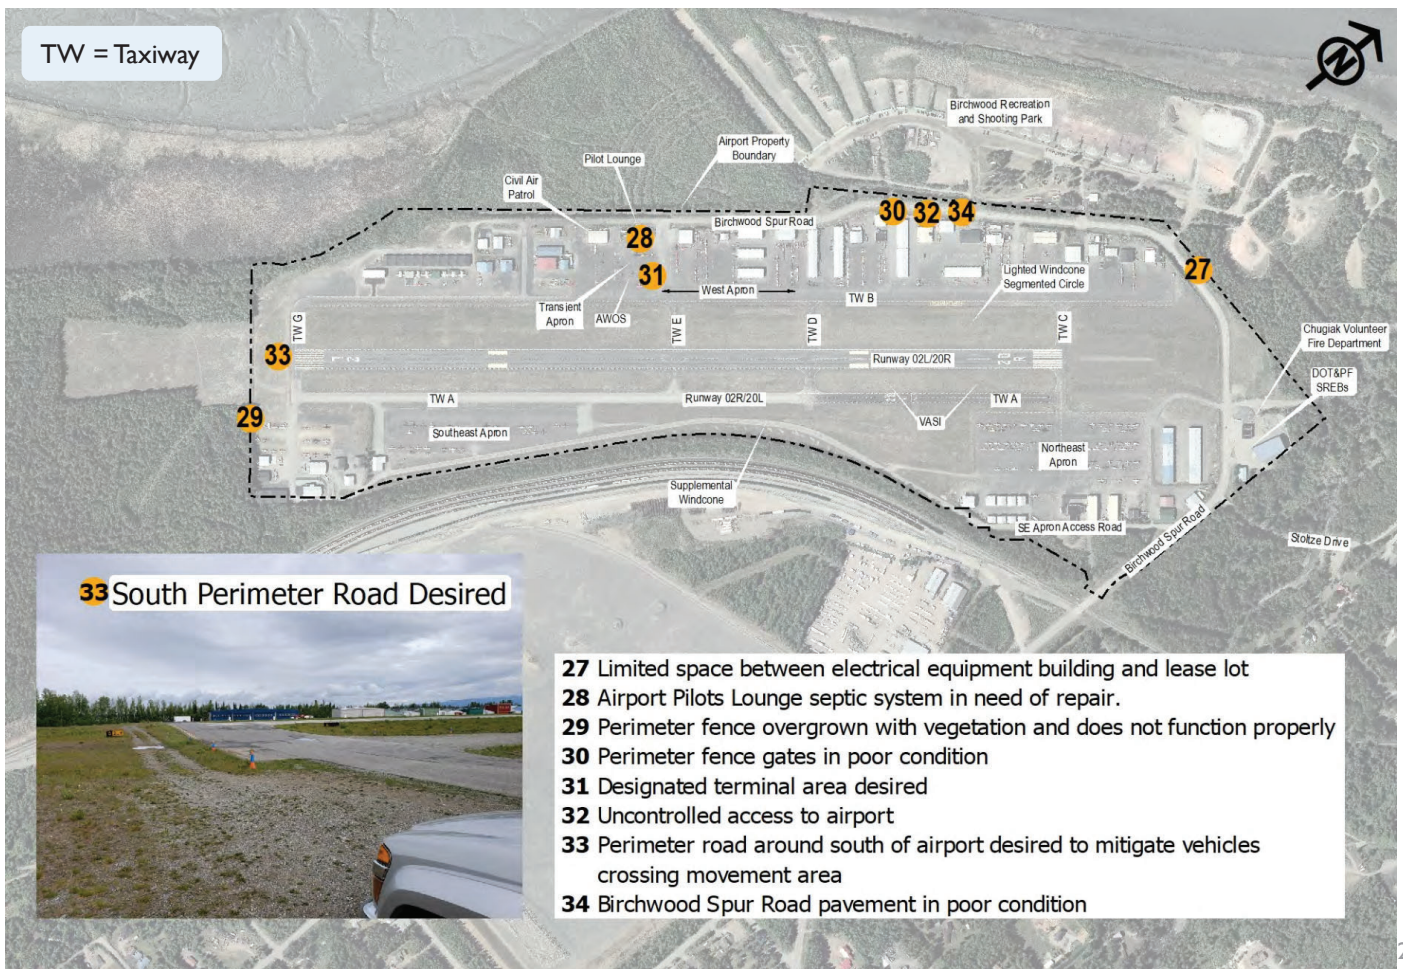 TW = Taxiway
N
Birchwood Recreation
and Shooting Park
Airport Property
Boundary
Pilot Lounge
Civil Air
Patrol
Birchwood Spur Road
30
32
34
28
31
27
Lighted Windcone
Segmented Circle
West Apron
TW B
Transient
Apron
AWOS
TW G
TW E
TW D
TW C
Chugiak Volunteer
Fire Department
33
Runway 02L/20R
DOT&PF
SREBs
TW A
Runway 02R/20L
TW A
29
VASI
Southeast Apron
Northeast
Apron
Supplemental
Windcone
SE Apron Access Road
Birchwood Spur Road
Stoltze Drive
33 South Perimeter Road Desired
27 Limited space between electrical equipment building and lease lot
28 Airport Pilots Lounge septic system in need of repair.
29 Perimeter fence overgrown with vegetation and does not function properly
30 Perimeter fence gates in poor condition
31 Designated terminal area desired
32 Uncontrolled access to airport
33 Perimeter road around south of airport desired to mitigate vehicles
crossing movement area
34 Birchwood Spur Road pavement in poor condition